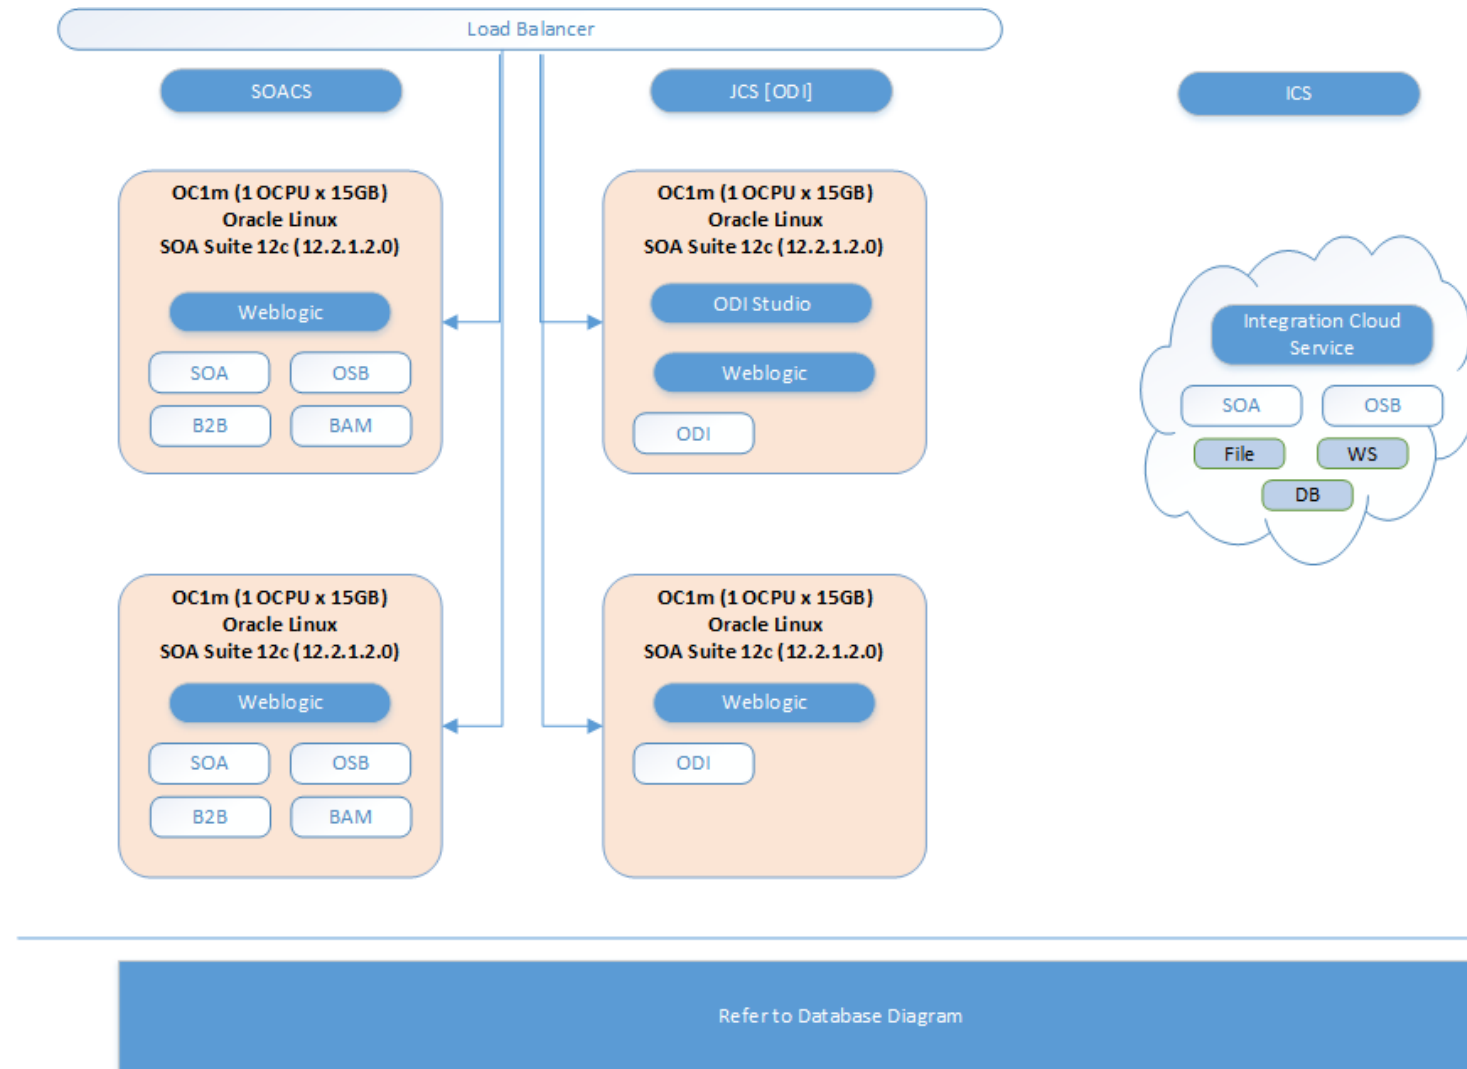 Load Balancer
SOACS
JCS [ODI]
ICS
OC1m (1 OCPU x 15GB)
Oracle Linux
SOA Suite 12c (12.2.1.2.0)
Weblogic
SOA
OSB
B2B
BAM
OC1m (1 OCPU x 15GB)
Oracle Linux
SOA Suite 12c (12.2.1.2.0)
ODI Studio
Weblogic
ODI
Integration Cloud
Service
SOA
OSB
File
WS
DB
OC1m (1 OCPU x 15GB)
Oracle Linux
SOA Suite 12c (12.2.1.2.0)
Weblogic
SOA
OSB
B2B
BAM
OC1m (1 OCPU x 15GB)
Oracle Linux
SOA Suite 12c (12.2.1.2.0)
Weblogic
ODI
Refer to Database Diagram